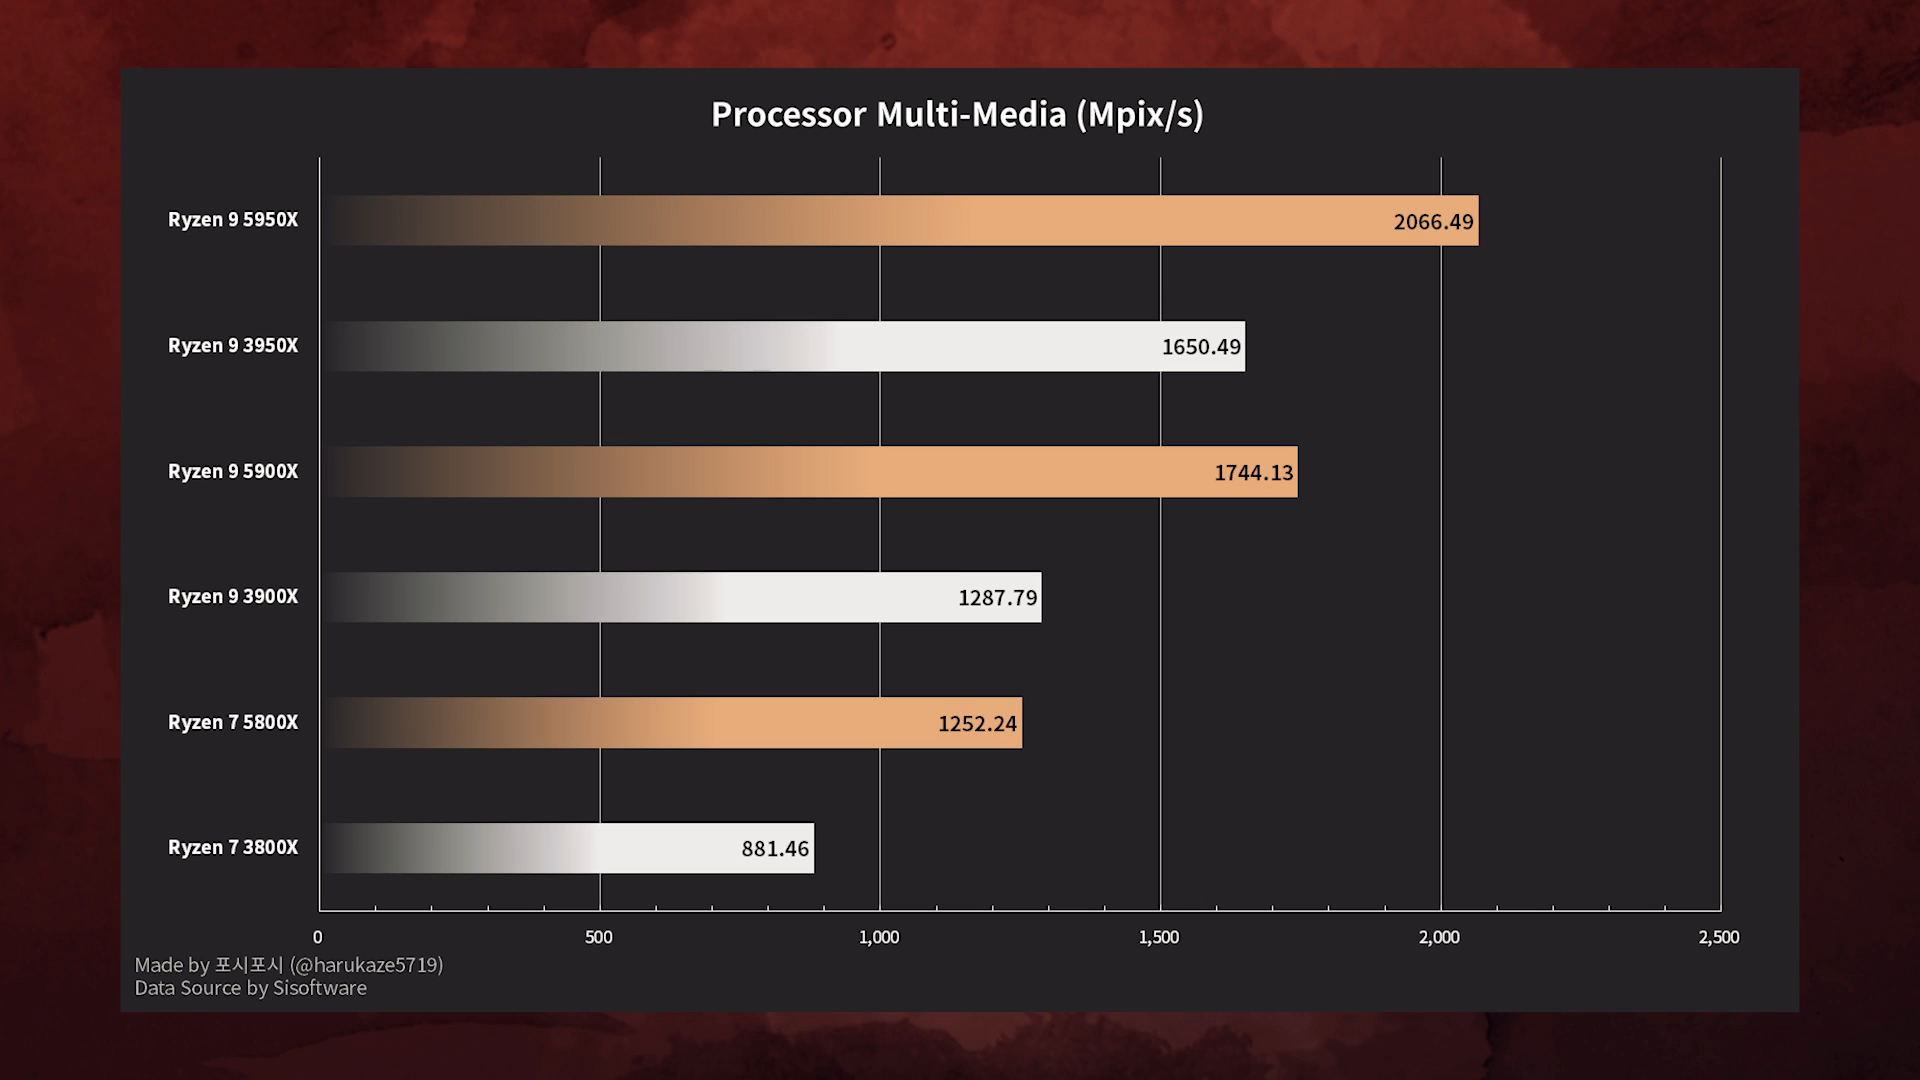 Processor Multi-Media (Mpix/s)
Ryzen 9 5950X 2066.49
Ryzen 9 3950X 1650.49
Ryzen 9 5900X 1744.13
Ryzen 9 3900X 1287.79
Ryzen 7 5800X 1252.24
Ryzen 7 3800X 881.46
0 500 1,000 1,500 2,000 2,500
Made by 포시포시 (@harukaze5719)
Data Source by Sisoftware